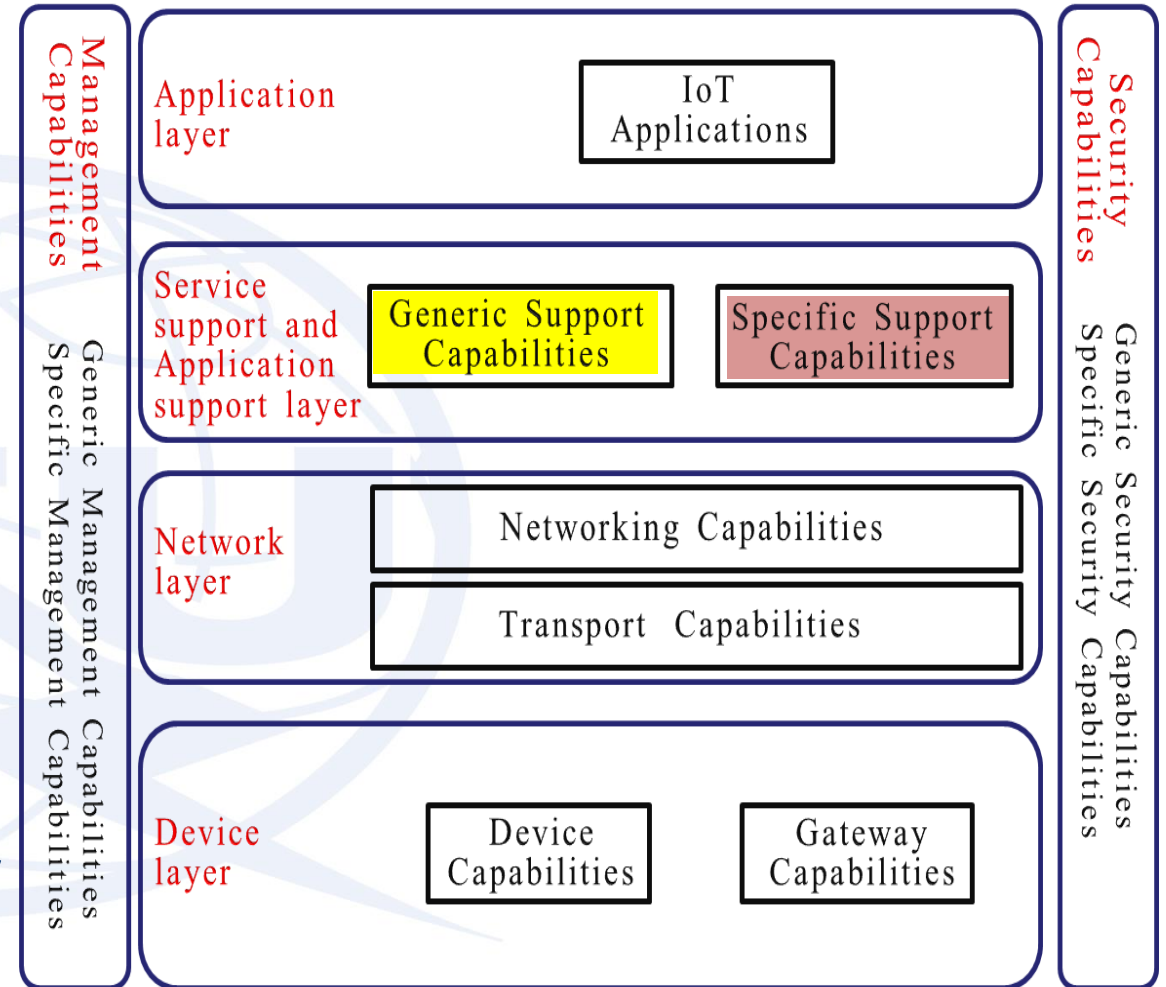 Management
Capabilities
Generic Management Capabilities
Specific Management Capabilities
Application
layer
IoT
Applications
Service
support and
Application
support layer
Generic Support
Capabilities
Specific Support
Capabilities
Network
layer
Networking Capabilities
Transport Capabilities
Device
layer
Device
Capabilities
Gateway
Capabilities
Security
Capabilities
Generic Security Capabilities
Specific Security Capabilities